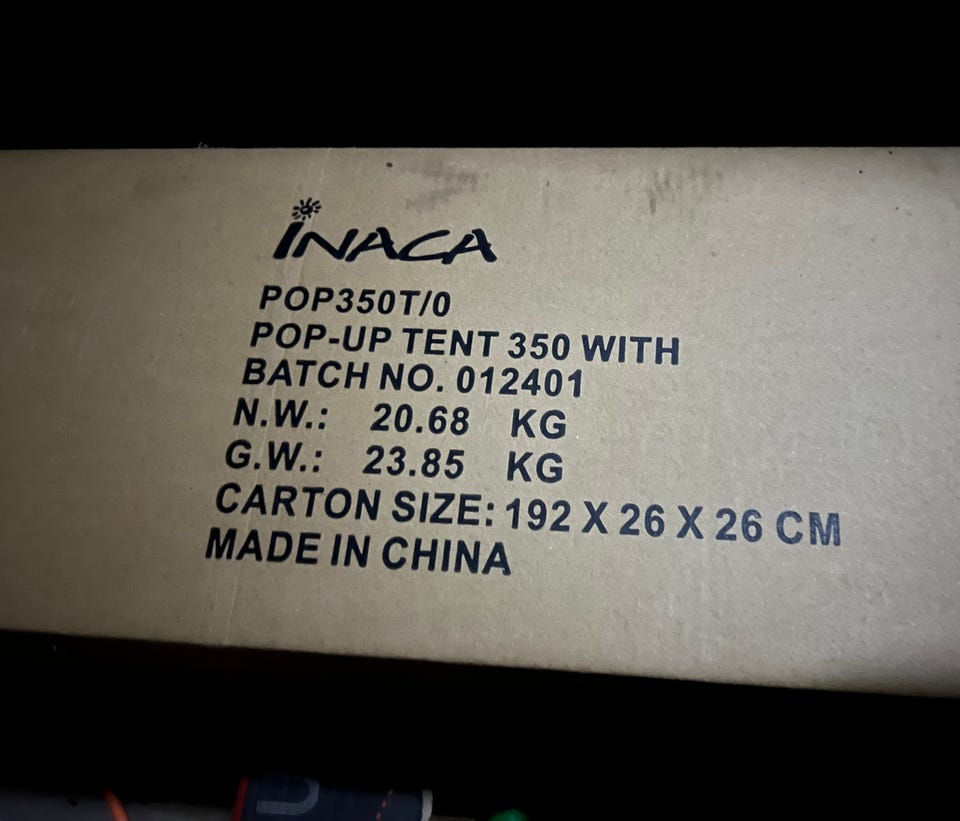 iNACA
POP350T/0
POP-UP TENT 350 WITH
BATCH NO. 012401
N.W.: 20.68 KG
G.W.: 23.85 KG
CARTON SIZE: 192 X 26 X 26 CM
MADE IN CHINA